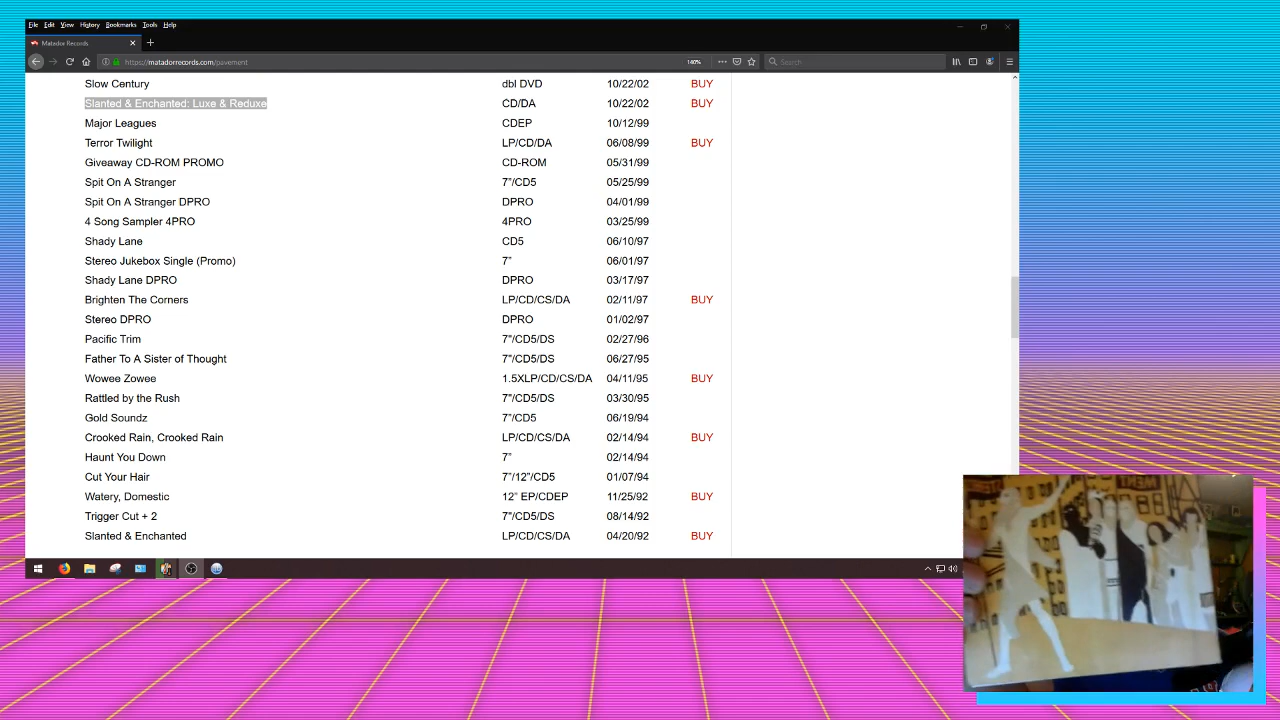 File Edit View History Bookmarks Tools Help
Matador Records
https://matadorrecords.com/pavement 140% Search
Slow Century dbl DVD 10/22/02 BUY
Slanted & Enchanted: Luxe & Reduxe CD/DA 10/22/02 BUY
Major Leagues CDEP 10/12/99
Terror Twilight LP/CD/DA 06/08/99 BUY
Giveaway CD-ROM PROMO CD-ROM 05/31/99
Spit On A Stranger 7"/CD5 05/25/99
Spit On A Stranger DPRO DPRO 04/01/99
4 Song Sampler 4PRO 4PRO 03/25/99
Shady Lane CD5 06/10/97
Stereo Jukebox Single (Promo) 7" 06/01/97
Shady Lane DPRO DPRO 03/17/97
Brighten The Corners LP/CD/CS/DA 02/11/97 BUY
Stereo DPRO DPRO 01/02/97
Pacific Trim 7"/CD5/DS 02/27/96
Father To A Sister of Thought 7"/CD5/DS 06/27/95
Wowee Zowee 1.5XLP/CD/CS/DA 04/11/95 BUY
Rattled by the Rush 7"/CD5/DS 03/30/95
Gold Soundz 7"/CD5 06/19/94
Crooked Rain, Crooked Rain LP/CD/CS/DA 02/14/94 BUY
Haunt You Down 7" 02/14/94
Cut Your Hair 7"/12"/CD5 01/07/94
Watery, Domestic 12" EP/CDEP 11/25/92 BUY
Trigger Cut + 2 7"/CD5/DS 08/14/92
Slanted & Enchanted LP/CD/CS/DA 04/20/92 BUY